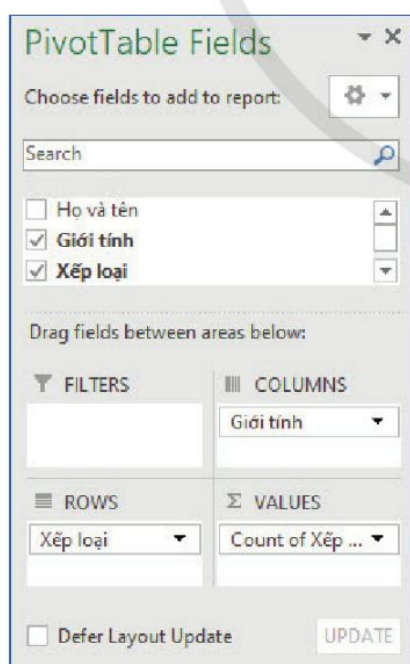 PivotTable Fields
Choose fields to add to report:
Search
Họ và tên
Giới tính
Xếp loại
Drag fields between areas below:
FILTERS
COLUMNS
Giới tính
ROWS
Σ VALUES
Xếp loại
Count of Xếp ...
Defer Layout Update
UPDATE